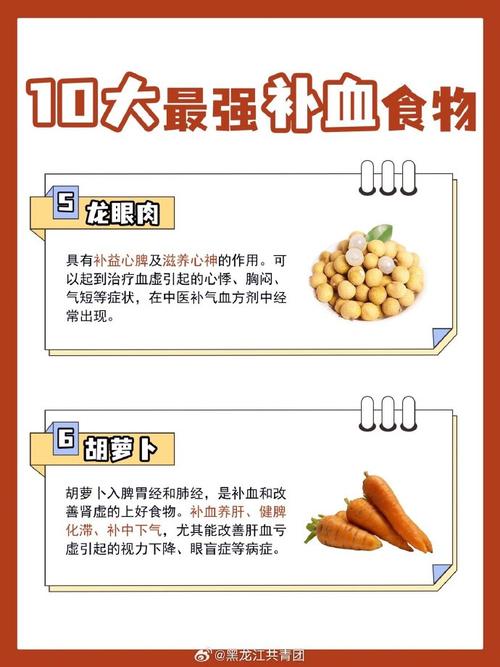 10大最强补血食物
5
龙眼肉
具有补益心脾及滋养心神的作用。可
以起到治疗血虚引起的心悸、胸闷、
气短等症状，在中医补气血方剂中经
常出现。
6
胡萝卜
胡萝卜入脾胃经和肺经，是补血和改
善肾虚的上好食物。补血养肝、健脾
化滞、补中下气，尤其能改善肝血亏
虚引起的视力下降、眼盲症等病症。
@黑龙江共青团